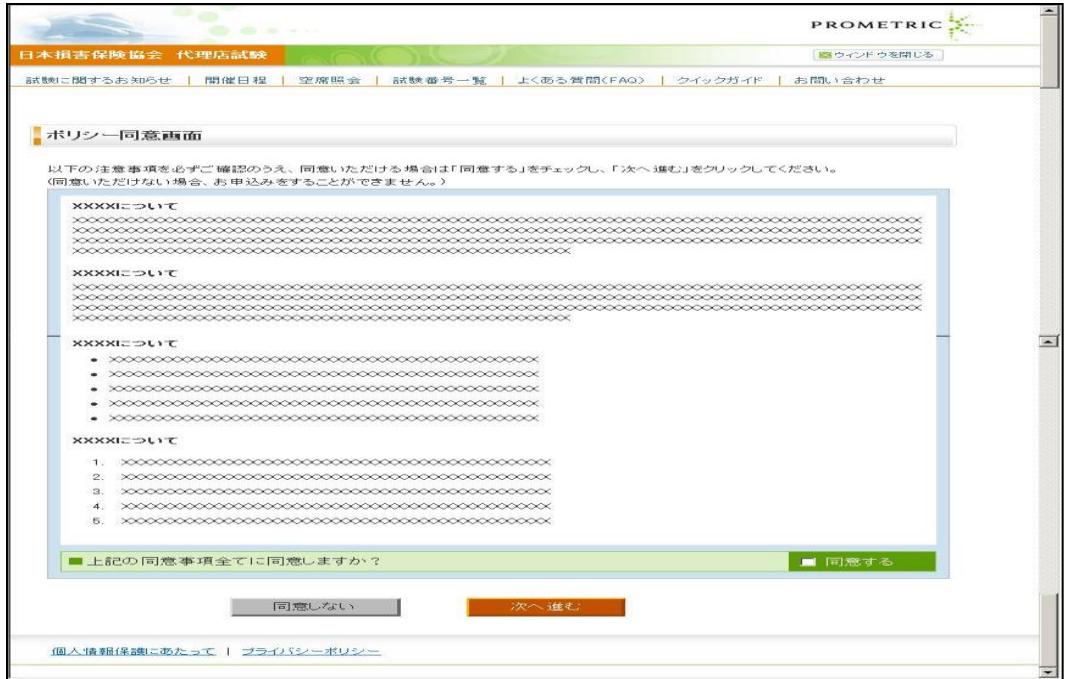 PROMETRIC
日本損害保険協会 代理店試験
ウィンドウを閉じる
試験に関するお知らせ | 開催日程 | 空席照会 | 試験番号一覧 | よくある質問(FAQ) | クイックガイド | お問い合わせ
ポリシー同意画面
以下の注意事項を必ずご確認のうえ、同意いただける場合は「同意する」をチェックし、「次へ進む」をクリックしてください。
(同意いただけない場合、お申込みをすることができません。)
XXXXについて
XXXXについて
XXXXについて
XXXXについて
1.
2.
3.
4.
5.
上記の同意事項全てに同意しますか?
同意する
同意しない
次へ進む
個人情報保護にあたって | プライバシーポリシー